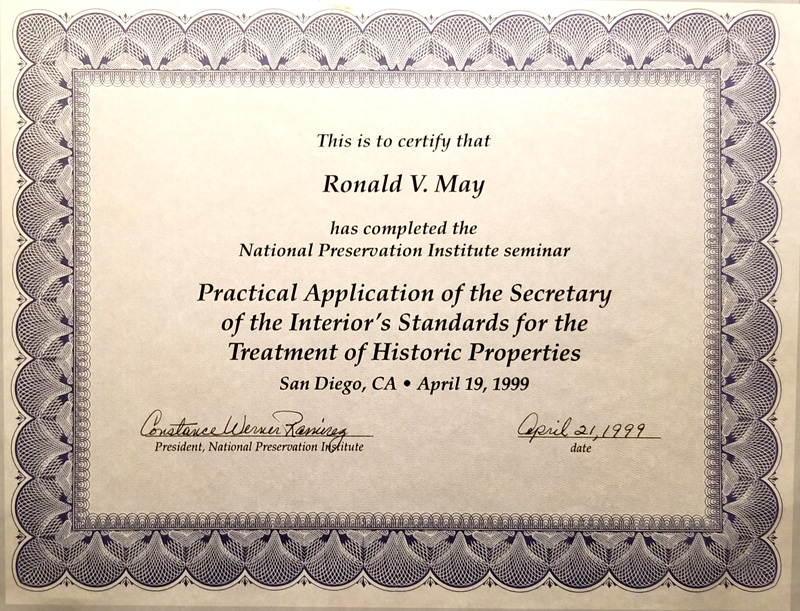 This is to certify that
Ronald V. May
has completed the
National Preservation Institute seminar
Practical Application of the Secretary
of the Interior's Standards for the
Treatment of Historic Properties
San Diego, CA • April 19, 1999
Constance Werner Ramirez April 21, 1999
President, National Preservation Institute date